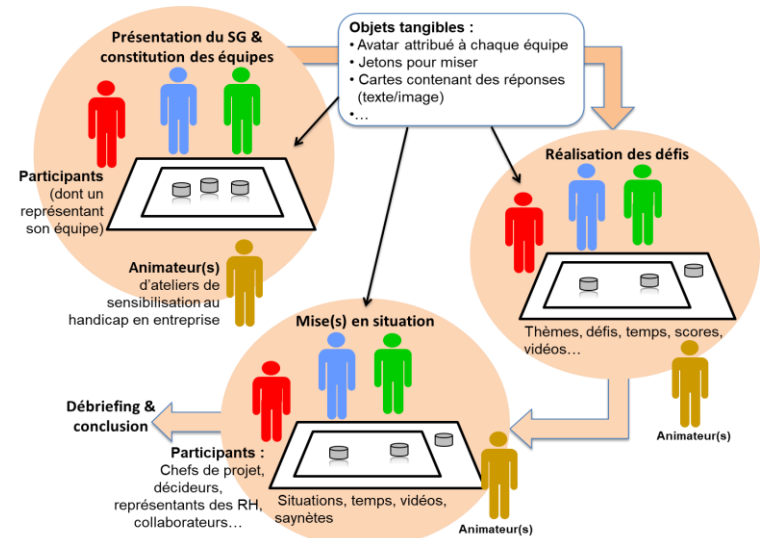 Présentation du SG &
constitution des équipes
Objets tangibles :
• Avatar attribué à chaque équipe
• Jetons pour miser
• Cartes contenant des réponses
(texte/image)
•...
Participants
(dont un
représentant
son équipe)
Animateur(s)
d'ateliers de
sensibilisation au
handicap en entreprise
Réalisation des défis
Thèmes, défis, temps, scores,
vidéos...
Animateur(s)
Mise(s) en situation
Participants :
Chefs de projet,
décideurs,
représentants des RH,
collaborateurs...
Situations, temps, vidéos,
saynètes
Animateur(s)
Débriefing &
conclusion